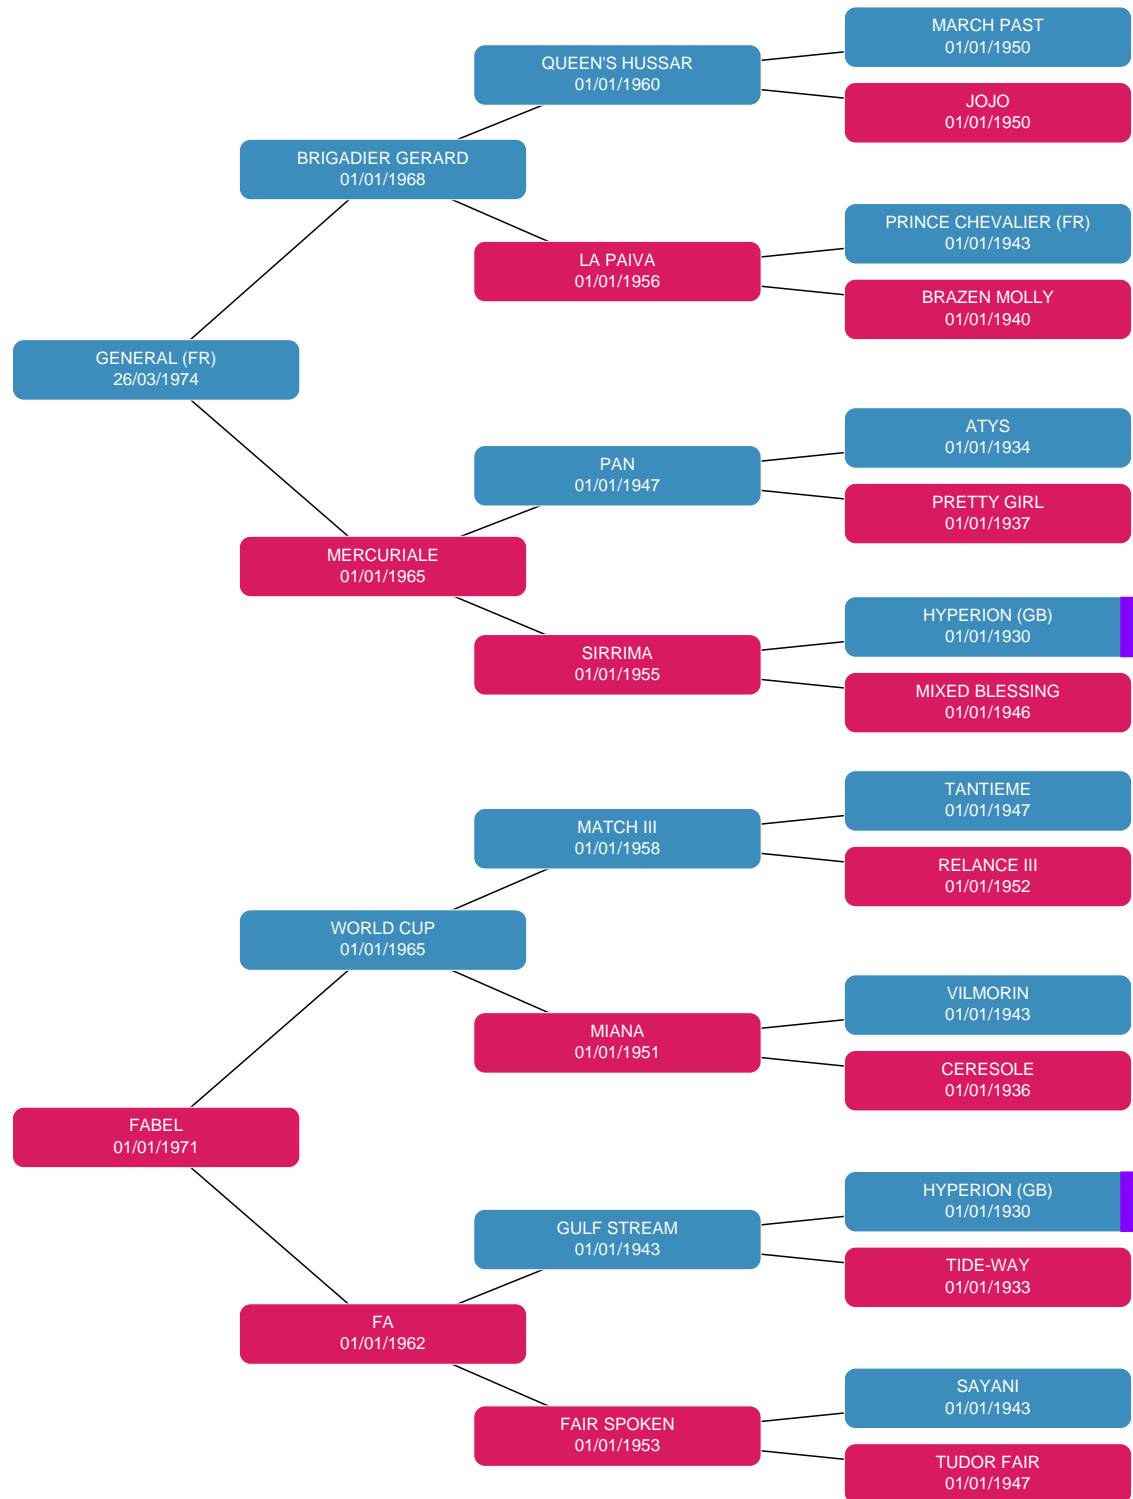 MARCH PAST
01/01/1950
QUEEN'S HUSSAR
01/01/1960
JOJO
01/01/1950
BRIGADIER GERARD
01/01/1968
PRINCE CHEVALIER (FR)
01/01/1943
LA PAIVA
01/01/1956
BRAZEN MOLLY
01/01/1940
GENERAL (FR)
26/03/1974
ATYS
01/01/1934
PAN
01/01/1947
PRETTY GIRL
01/01/1937
MERCURIALE
01/01/1965
HYPERION (GB)
01/01/1930
SIRRIMA
01/01/1955
MIXED BLESSING
01/01/1946
TANTIEME
01/01/1947
MATCH III
01/01/1958
RELANCE III
01/01/1952
WORLD CUP
01/01/1965
VILMORIN
01/01/1943
MIANA
01/01/1951
CERESOLE
01/01/1936
FABEL
01/01/1971
HYPERION (GB)
01/01/1930
GULF STREAM
01/01/1943
TIDE-WAY
01/01/1933
FA
01/01/1962
SAYANI
01/01/1943
FAIR SPOKEN
01/01/1953
TUDOR FAIR
01/01/1947